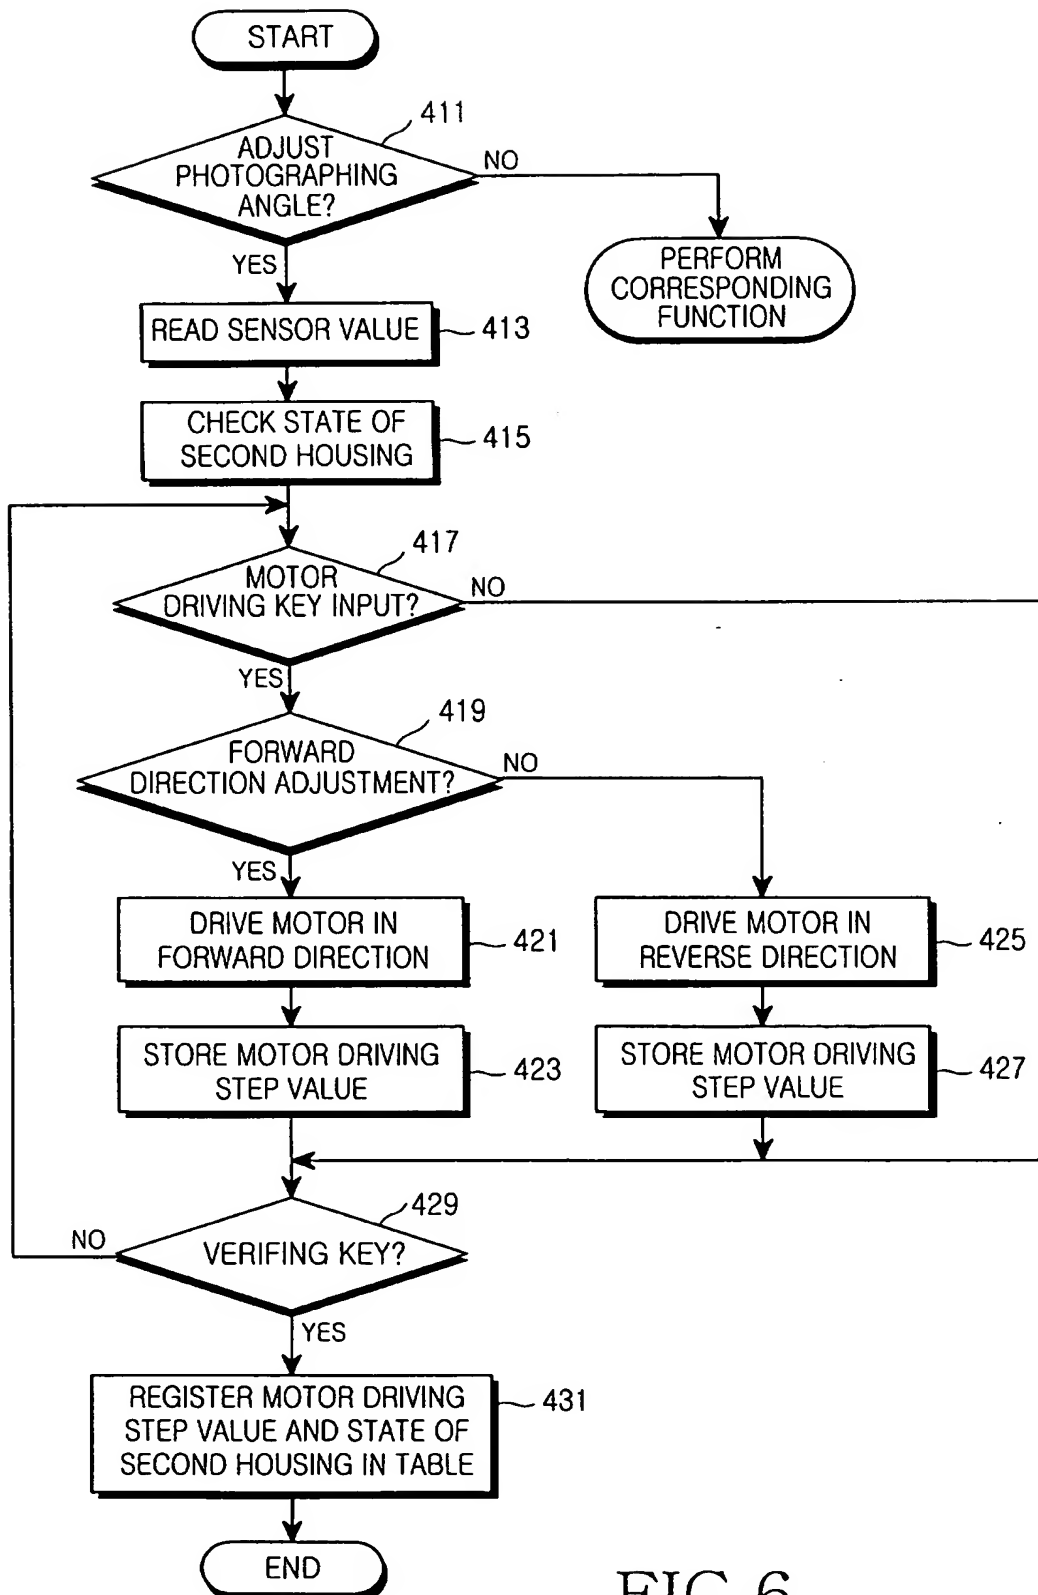 START
411
ADJUST
PHOTOGRAPHING
ANGLE?
NO
YES
PERFORM
CORRESPONDING
FUNCTION
READ SENSOR VALUE
413
CHECK STATE OF
SECOND HOUSING
415
417
MOTOR
DRIVING KEY INPUT?
NO
YES
419
FORWARD
DIRECTION ADJUSTMENT?
NO
YES
DRIVE MOTOR IN
FORWARD DIRECTION
421
DRIVE MOTOR IN
REVERSE DIRECTION
425
STORE MOTOR DRIVING
STEP VALUE
423
STORE MOTOR DRIVING
STEP VALUE
427
429
NO
VERIFING KEY?
YES
REGISTER MOTOR DRIVING
STEP VALUE AND STATE OF
SECOND HOUSING IN TABLE
431
END
FIG. 6